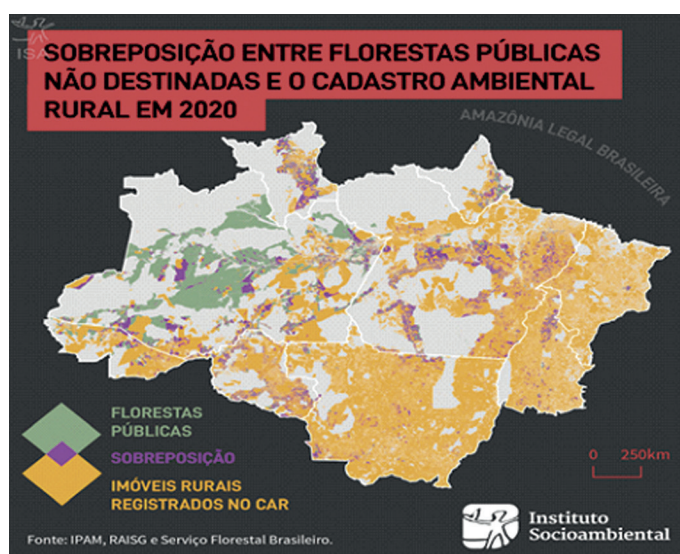 ISA
SOBREPOSIÇÃO ENTRE FLORESTAS PÚBLICAS
NÃO DESTINADAS E O CADASTRO AMBIENTAL
RURAL EM 2020
AMAZÔNIA LEGAL BRASILEIRA
FLORESTAS
PÚBLICAS
SOBREPOSIÇÃO
IMÓVEIS RURAIS
REGISTRADOS NO CAR
0 250km
Instituto
Socioambiental
Fonte: IPAM, RAISG e Serviço Florestal Brasileiro.